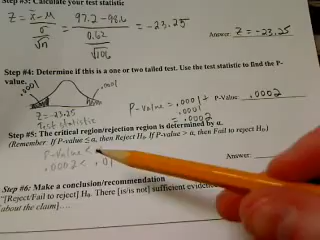 Step #3: Calculate your test statistic
Z = x̄ - μ / σ/√n = 97.2 - 98.6 / 0.62/√106 = -23.25
Answer: Z = -23.25
Step #4: Determine if this is a one or two tailed test. Use the test statistic to find the P-
value.
.0001
.0001
P-value = .0001 +
P-Value: .0002
= .0002
Z = -23.25
Test statistic
Step #5: The critical region/rejection region is determined by α.
(Remember: If P-value ≤ α, then Reject H₀. If P-value > α, then Fail to reject H₀.)
P-value <
.0002 < .01
Answer:
Step #6: Make a conclusion/recommendation
[Reject/Fail to reject] H₀. There [is/is not] sufficient
[about the claim]....